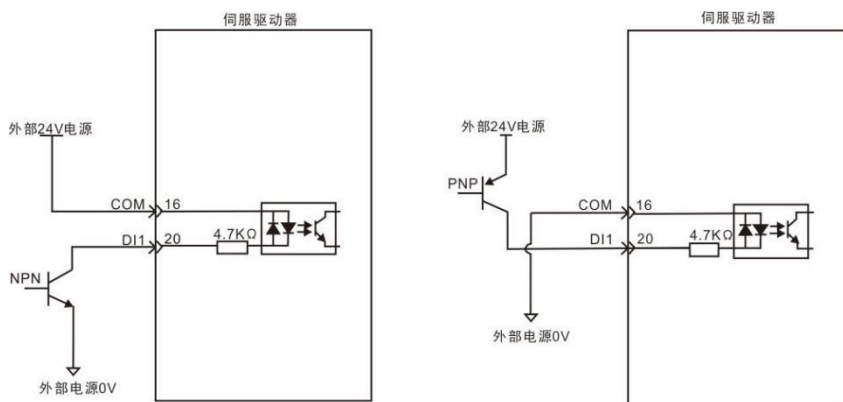 伺服驱动器
外部24V电源
COM
16
DI1
20
4.7KΩ
NPN
外部电源0V
伺服驱动器
外部24V电源
PNP
COM
16
DI1
20
4.7KΩ
外部电源0V